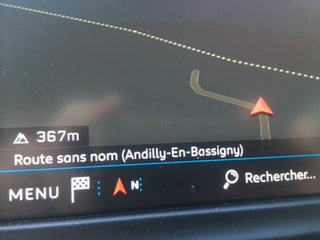 367m
Route sans nom (Andilly-En-Bassigny)
MENU N Rechercher...